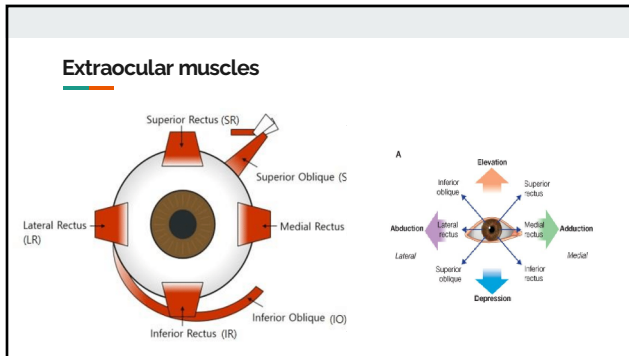 Extraocular muscles
Superior Rectus (SR)
Superior Oblique (S
Lateral Rectus
(LR)
Medial Rectus
Inferior Oblique (IO)
Inferior Rectus (IR)
A
Elevation
Inferior
oblique
Superior
rectus
Abduction
Lateral
rectus
Medial
rectus
Adduction
Lateral
Medial
Superior
oblique
Inferior
rectus
Depression